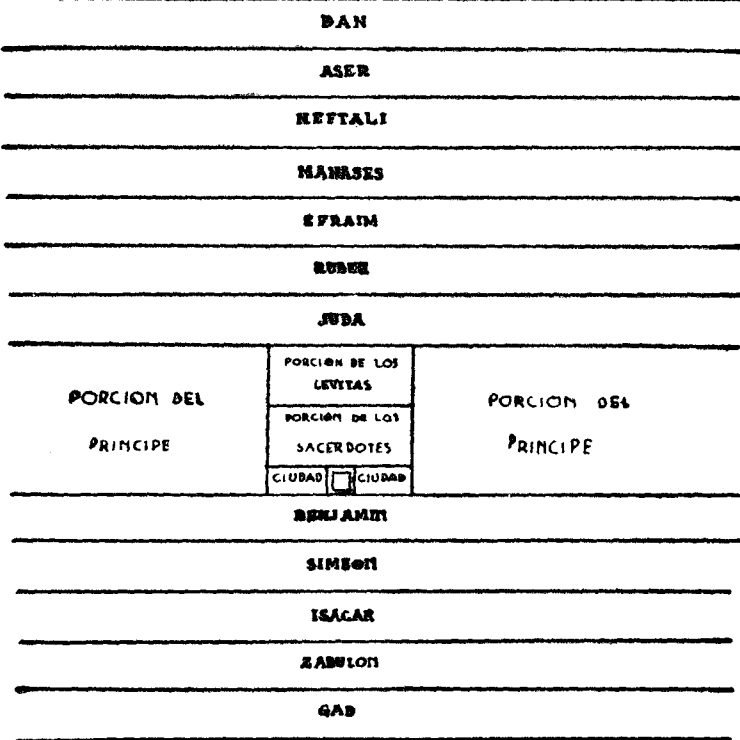 DAN
ASER
NEFTALI
MANASES
EFRAIM
RUBEN
JUDA
PORCION DE LOS
LEVITAS
PORCION DEL
PRINCIPE
PORCION DE LOS
SACERDOTES
PORCION DEL
PRINCIPE
CIUDAD
CIUDAD
BENJAMIN
SIMEON
ISACAR
ZABULON
GAD